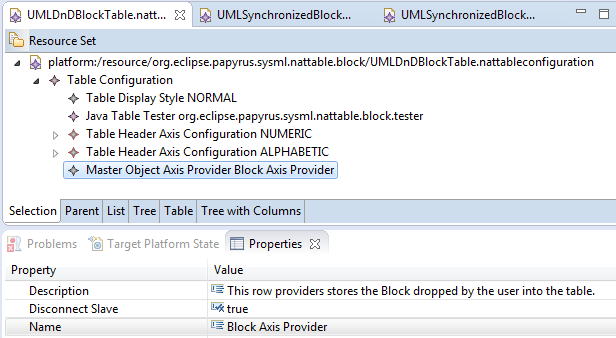 UMLDnDBlockTable.natt... UMLSynchronizedBlock... UMLSynchronizedBlock...
Resource Set
platform:/resource/org.eclipse.papyrus.sysml.nattable.block/UMLDnDBlockTable.nattableconfiguration
Table Configuration
Table Display Style NORMAL
Java Table Tester org.eclipse.papyrus.sysml.nattable.block.tester
Table Header Axis Configuration NUMERIC
Table Header Axis Configuration ALPHABETIC
Master Object Axis Provider Block Axis Provider
Selection Parent List Tree Table Tree with Columns
Problems Target Platform State Properties
Property Value
Description This row providers stores the Block dropped by the user into the table.
Disconnect Slave true
Name Block Axis Provider